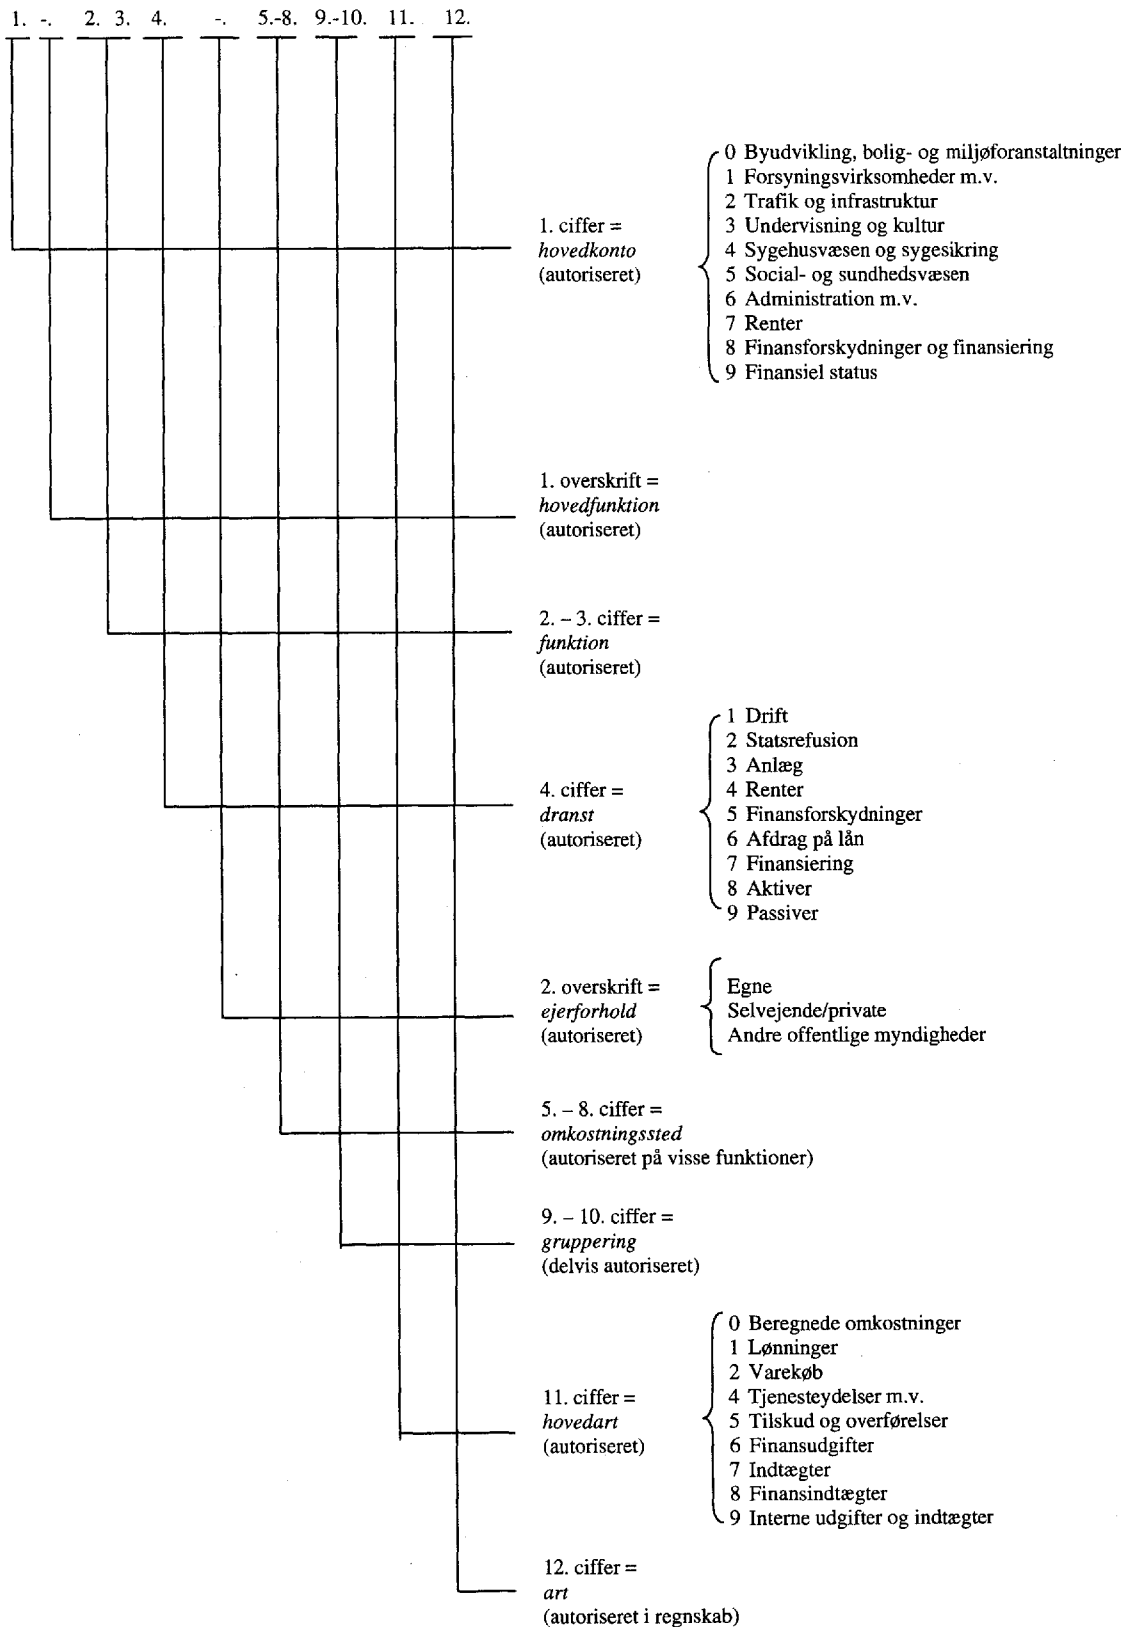 1. -. 2. 3. 4. -. 5.-8. 9.-10. 11. 12.
1. ciffer =
hovedkonto
(autoriseret)
0 Byudvikling, bolig- og miljøforanstaltninger
1 Forsyningsvirksomheder m.v.
2 Trafik og infrastruktur
3 Undervisning og kultur
4 Sygehusvæsen og sygesikring
5 Social- og sundhedsvæsen
6 Administration m.v.
7 Renter
8 Finansforskydninger og finansiering
9 Finansiel status
1. overskrift =
hovedfunktion
(autoriseret)
2. – 3. ciffer =
funktion
(autoriseret)
4. ciffer =
dranst
(autoriseret)
1 Drift
2 Statsrefusion
3 Anlæg
4 Renter
5 Finansforskydninger
6 Afdrag på lån
7 Finansiering
8 Aktiver
9 Passiver
2. overskrift =
ejerforhold
(autoriseret)
Egne
Selvejende/private
Andre offentlige myndigheder
5. – 8. ciffer =
omkostningssted
(autoriseret på visse funktioner)
9. – 10. ciffer =
gruppering
(delvis autoriseret)
11. ciffer =
hovedart
(autoriseret)
0 Beregnede omkostninger
1 Lønninger
2 Varekøb
4 Tjenesteydelser m.v.
5 Tilskud og overførelser
6 Finansudgifter
7 Indtægter
8 Finansindtægter
9 Interne udgifter og indtægter
12. ciffer =
art
(autoriseret i regnskab)